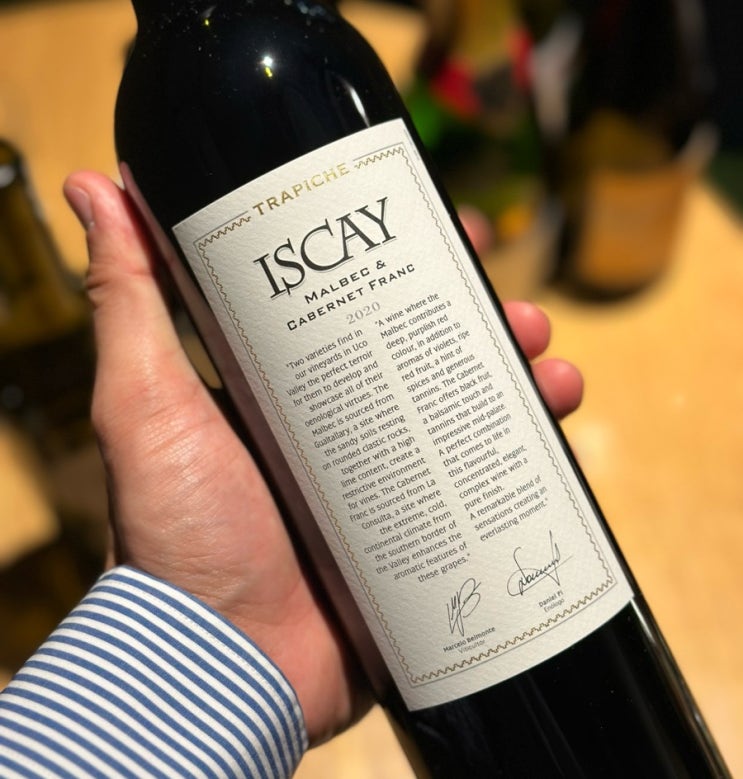 TRAPICHE
ISCAY
MALBEC &
CABERNET FRANC
2020
"Two varieties find in
our vineyards in Uco
Valley the perfect terroir
for them to develop and
showcase all of their
oenological virtues. The
Malbec is sourced from
Gualtallary, a site where
the sandy soils resting
on rounded clastic rocks,
together with a high
lime content, create a
restrictive environment
for vines. The Cabernet
Franc is sourced from La
Consulta, a site where
the extreme, cold,
continental climate from
the southern border of
the Valley enhances the
aromatic features of
these grapes."
"A wine where the
Malbec contributes a
deep, purplish red
colour, in addition to
aromas of violets, ripe
red fruit, a hint of
spices and generous
tannins. The Cabernet
Franc offers black fruit,
a balsamic touch and
tannins that build to an
impressive mid-palate.
A perfect combination
that comes to life in
this flavourful,
concentrated, elegant,
complex wine with a
pure finish.
A remarkable blend of
sensations creating an
everlasting moment."
Marcelo Belmonte
Viticultor
Daniel Pi
Enólogo